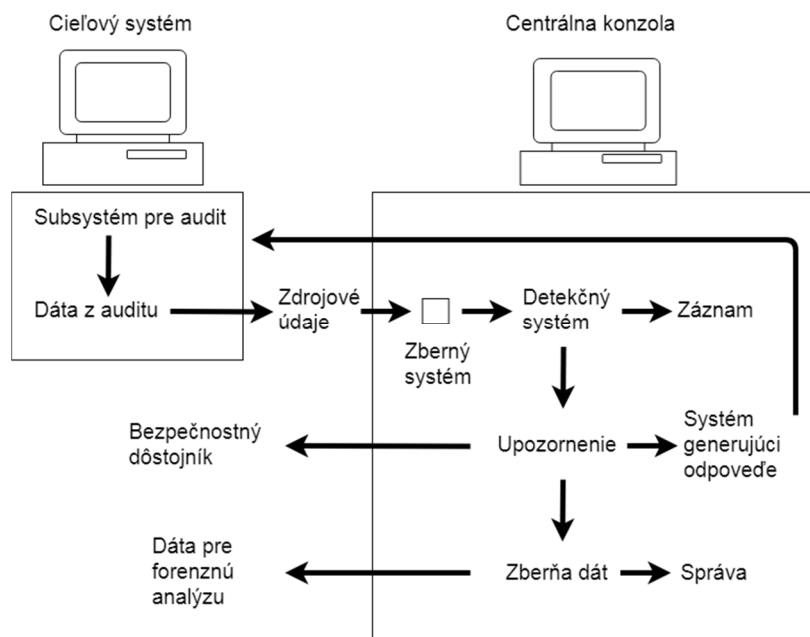 Cieľový systém
Centrálna konzola
Subsystém pre audit
Dáta z auditu
Zdrojové
údaje
Zberný
systém
Detekčný
systém
Záznam
Bezpečnostný
dôstojník
Upozornenie
Systém
generujúci
odpoveďe
Dáta pre
forenznú
analýzu
Zberňa dát
Správa